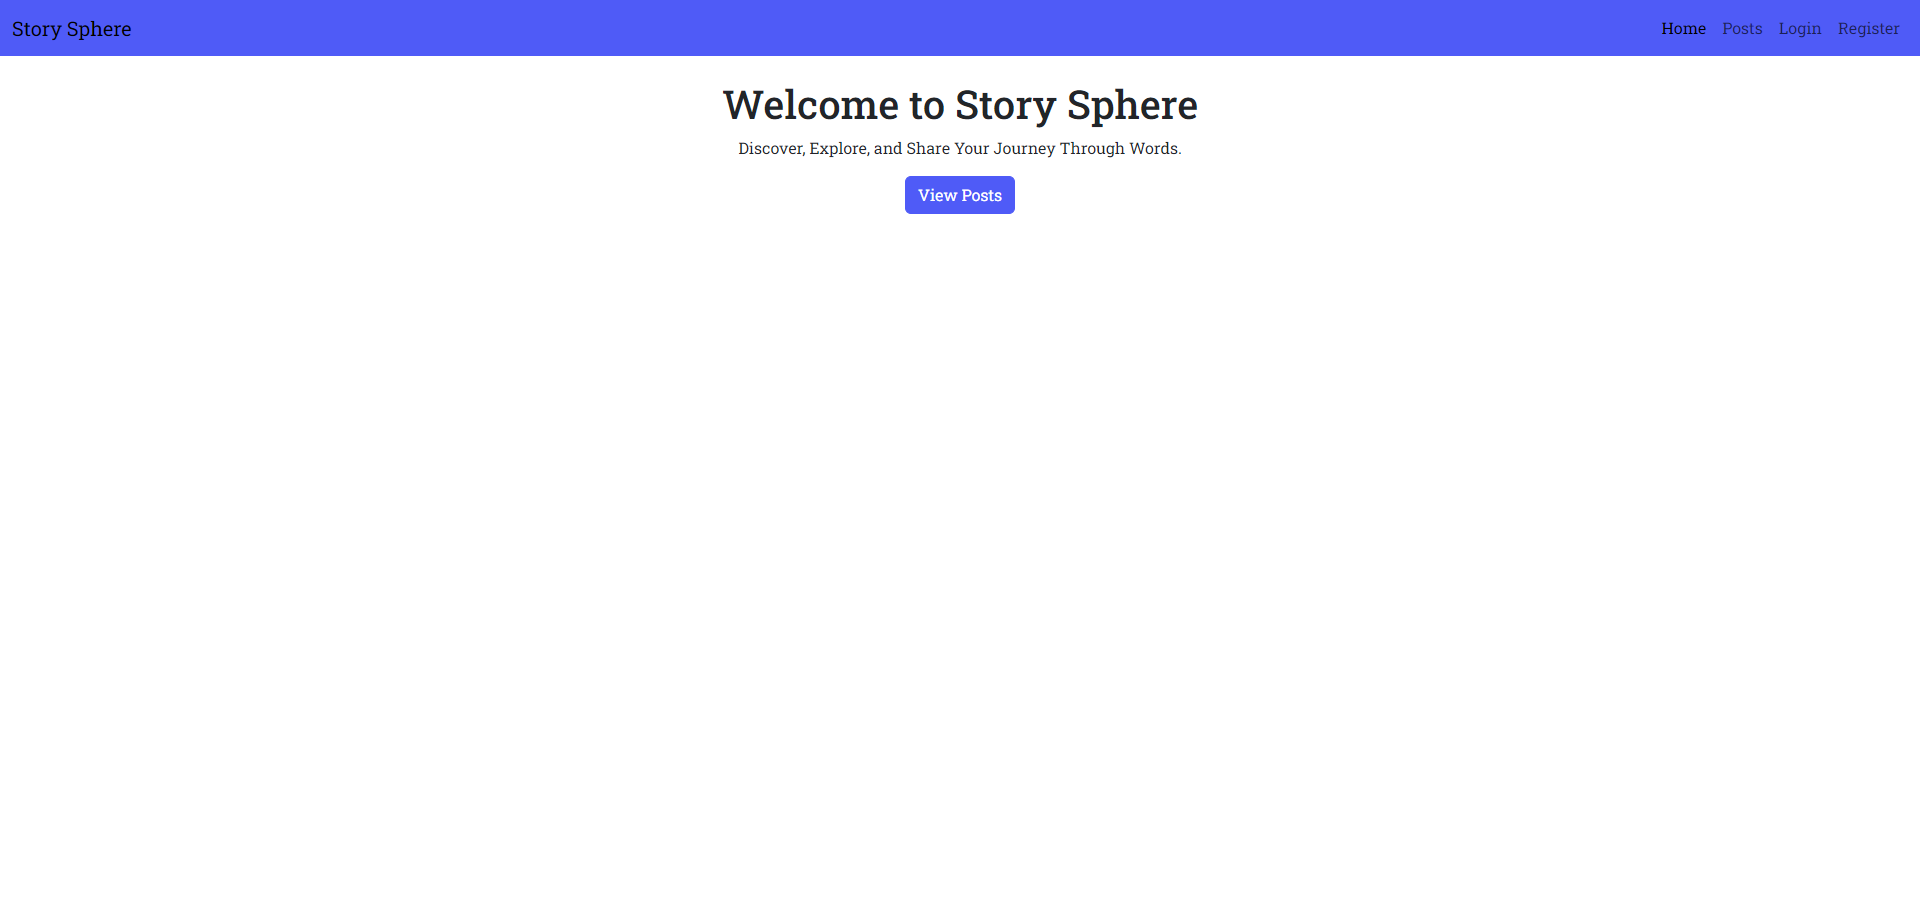 Story Sphere
Home Posts Login Register
Welcome to Story Sphere
Discover, Explore, and Share Your Journey Through Words.
View Posts